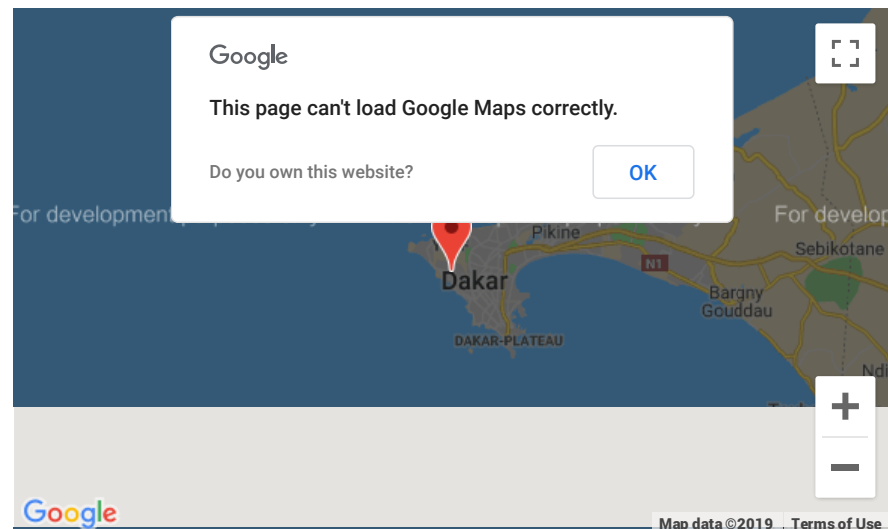 Google
This page can't load Google Maps correctly.
Do you own this website?
OK
For development
For develop
Pikine
Sebikotane
N1
Dakar
Bargny
Gouddau
DAKAR-PLATEAU
Ndi
Google
Map data ©2019
Terms of Use